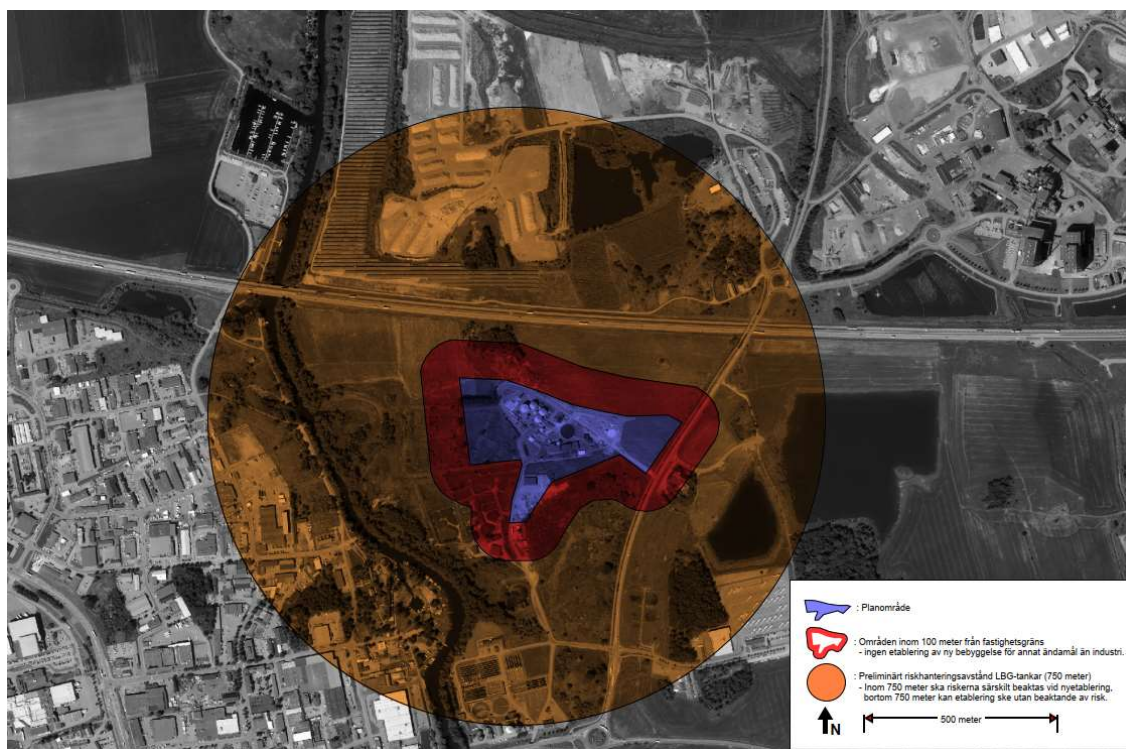 : Planområde
: Områden inom 100 meter från fastighetsgräns
- ingen etablering av ny bebyggelse för annat ändamål än industri.
: Preliminärt riskhanteringsavstånd LBG-tankar (750 meter)
- Inom 750 meter ska riskerna särskilt beaktas vid nyetablering,
bortom 750 meter kan etablering ske utan beaktande av risk.
N
500 meter